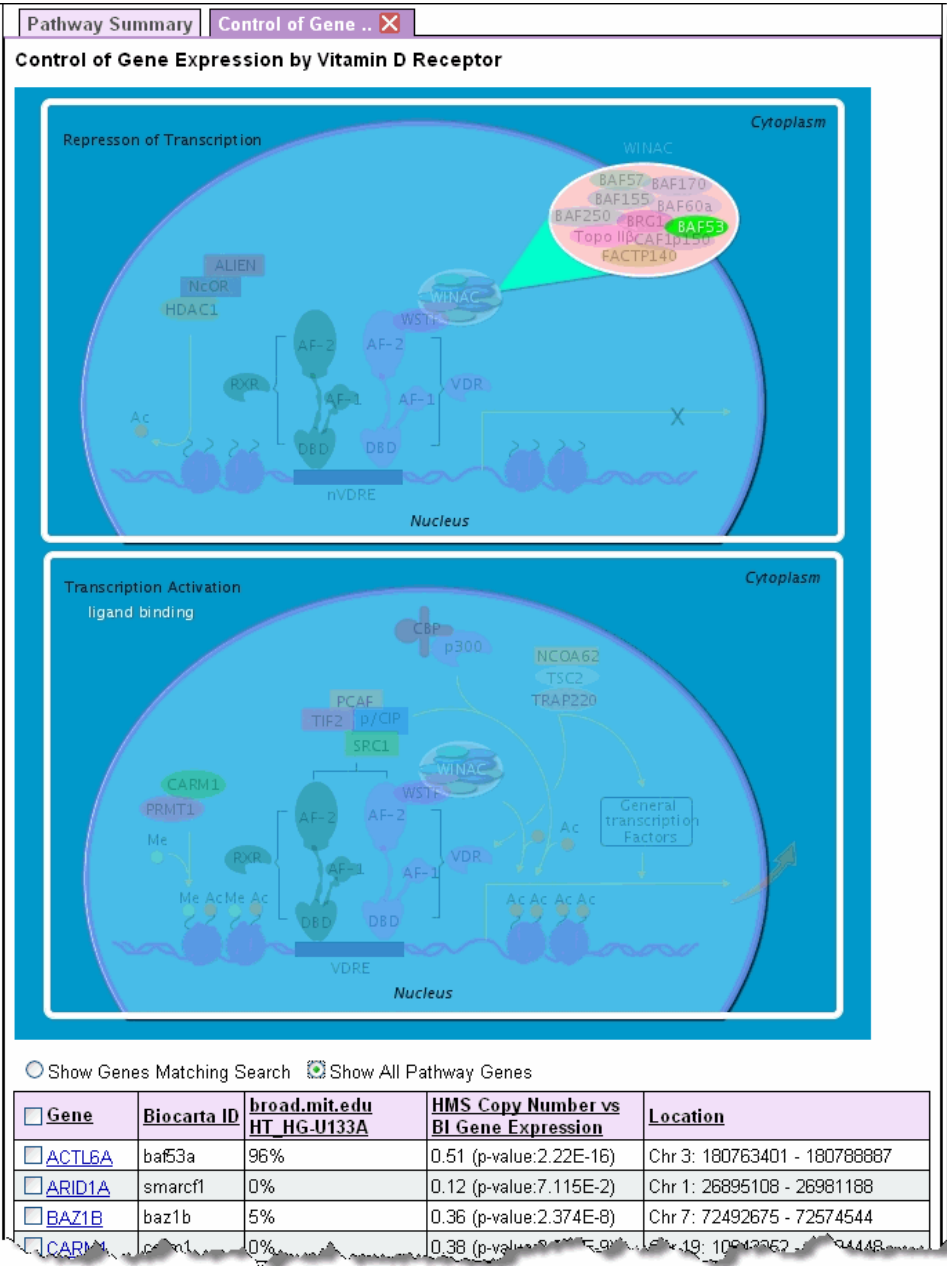 Pathway Summary
Control of Gene ..
Control of Gene Expression by Vitamin D Receptor
Cytoplasm
Represson of Transcription
WINAC
BAF57
BAF170
BAF155
BAF60a
BAF250
BRG1
BAF53
Topo IIβ
CAF1p150
FACTP140
ALIEN
NcOR
HDAC1
WINAC
WSTF
AF-2
AF-2
RXR
VDR
AF-1
AF-1
Ac
X
DBD
DBD
nVDRE
Nucleus
Cytoplasm
Transcription Activation
ligand binding
CBP
p300
NCOA62
TSC2
TRAP220
PCAF
TIF2
p/CIP
SRC1
WINAC
CARM1
WSTF
PRMT1
General
transcription
Factors
AF-2
AF-2
Ac
Me
RXR
VDR
AF-1
AF-1
Me Ac Me Ac
Ac Ac Ac Ac
DBD
DBD
VDRE
Nucleus
Show Genes Matching Search Show All Pathway Genes
Gene Biocarta ID broad.mit.edu HT_HG-U133A HMS Copy Number vs BI Gene Expression Location
ACTL6A baf53a 96% 0.51 (p-value:2.22E-16) Chr 3: 180763401 - 180788887
ARID1A smarcf1 0% 0.12 (p-value:7.115E-2) Chr 1: 26895108 - 26981188
BAZ1B baz1b 5% 0.36 (p-value:2.374E-8) Chr 7: 72492675 - 72574544
CARM1 carm1 0% 0.38